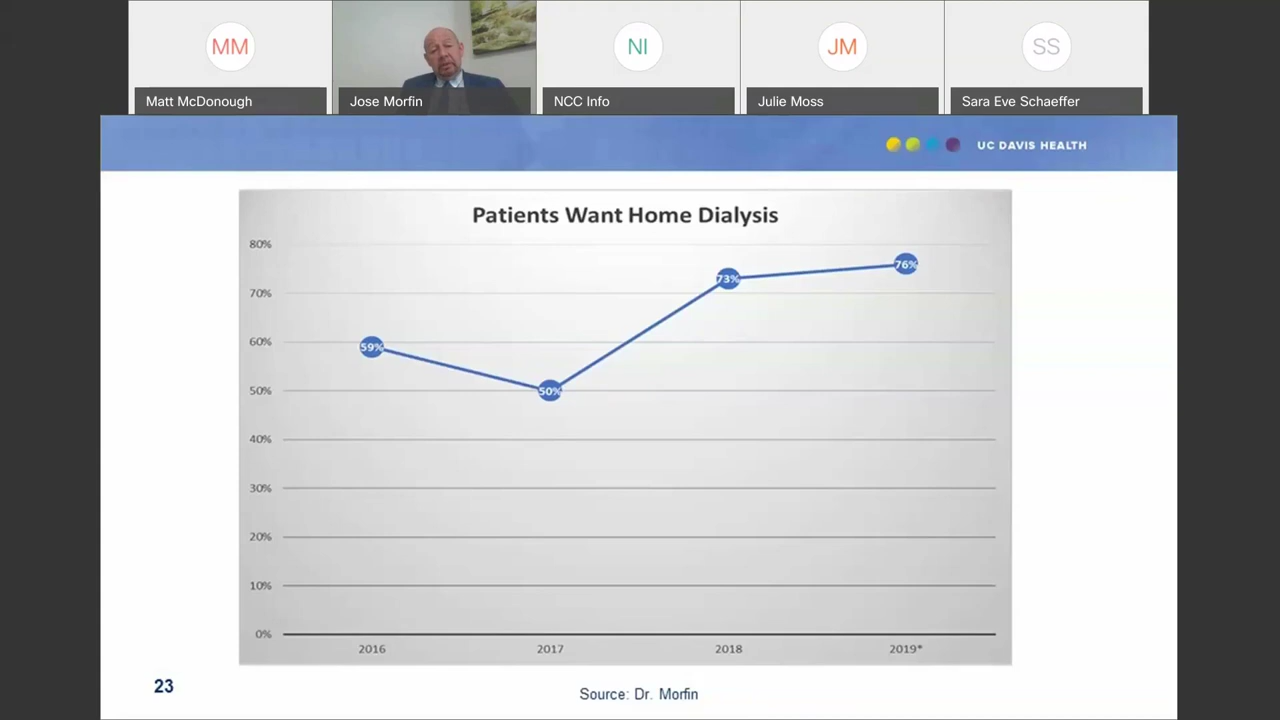 MM
NI
JM
SS
Matt McDonough
Jose Morfin
NCC Info
Julie Moss
Sara Eve Schaeffer
UC DAVIS HEALTH
Patients Want Home Dialysis
80%
76%
73%
70%
60%
59%
50%
50%
40%
30%
20%
10%
0%
2016
2017
2018
2019*
23
Source: Dr. Morfin